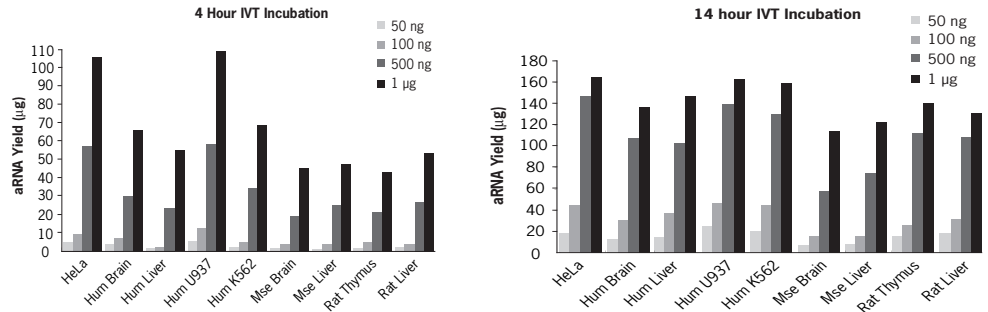 4 Hour IVT Incubation
50 ng
100 ng
500 ng
1 µg
aRNA Yield (µg)
110
100
90
80
70
60
50
40
30
20
10
0
HeLa
Hum Brain
Hum Liver
Hum U937
Hum K562
Mse Brain
Mse Liver
Rat Thymus
Rat Liver
14 hour IVT Incubation
50 ng
100 ng
500 ng
1 µg
aRNA Yield (µg)
180
160
140
120
100
80
60
40
20
0
HeLa
Hum Brain
Hum Liver
Hum U937
Hum K562
Mse Brain
Mse Liver
Rat Thymus
Rat Liver